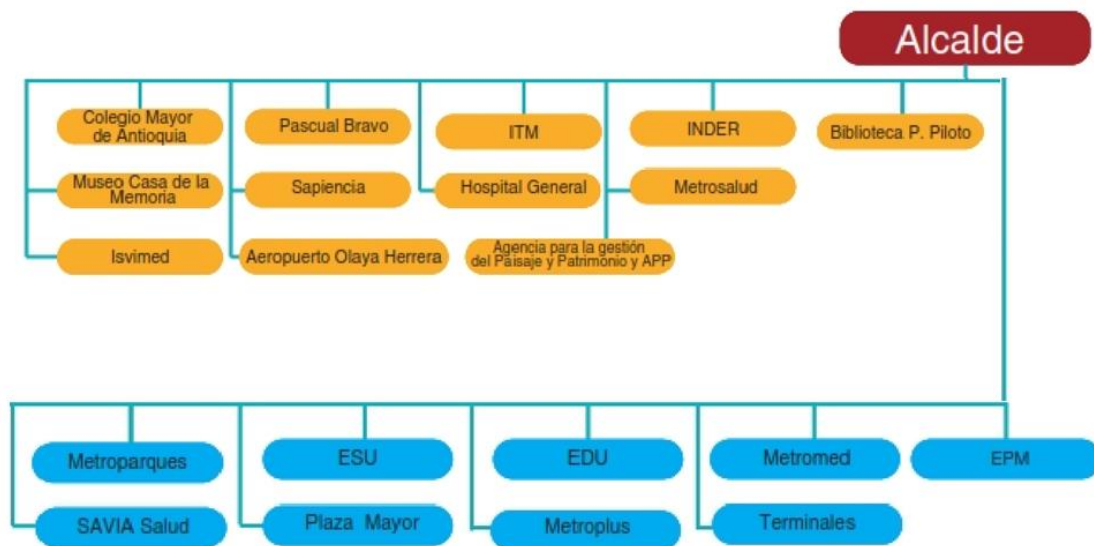 Alcalde
Colegio Mayor
de Antioquia
Pascual Bravo
ITM
INDER
Biblioteca P. Piloto
Museo Casa de la
Memoria
Sapiencia
Hospital General
Metrosalud
Isvimed
Aeropuerto Olaya Herrera
Agencia para la gestión
del Paisaje y Patrimonio y APP
Metroparques
ESU
EDU
Metromed
EPM
SAVIA Salud
Plaza Mayor
Metroplus
Terminales